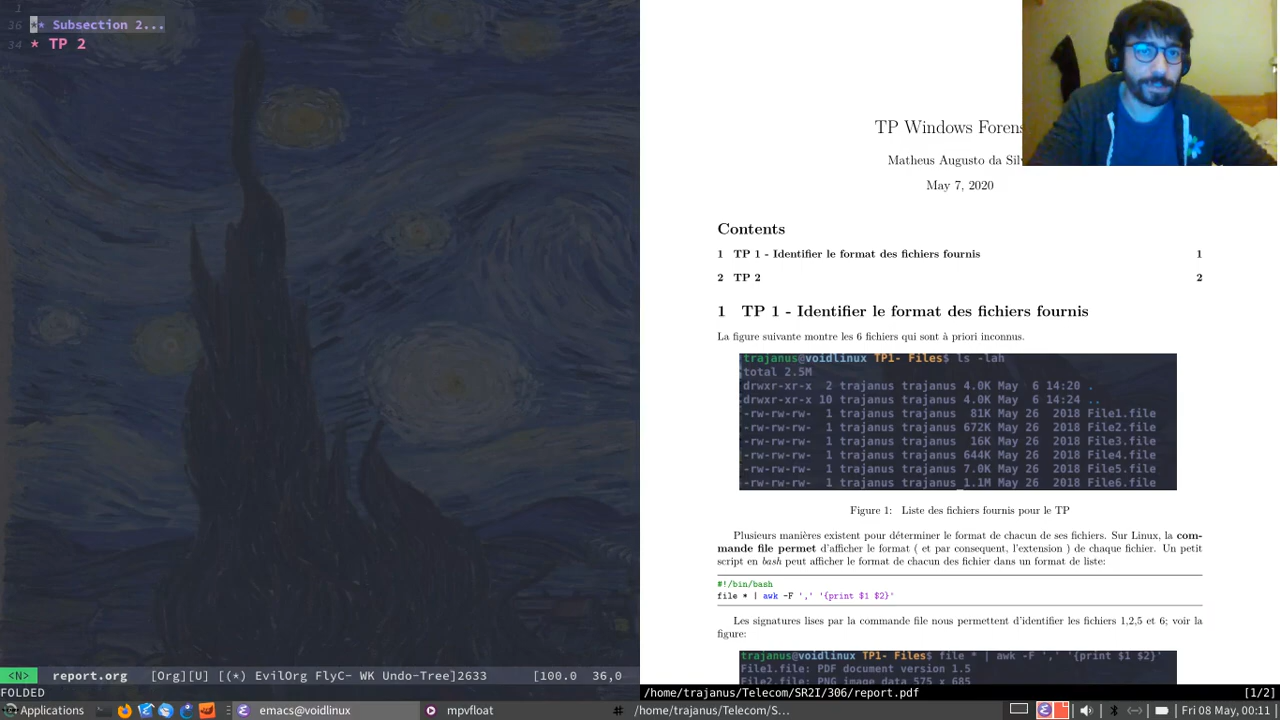 1
36 ** Subsection 2...
34 * TP 2
<N> port.org (CR)[U] (*) EvilOrg FlyC- WK Undo-Tree]2633 [100.0 36,0
FOLDED
TP Windows Forens
Matheus Augusto da Silv
May 7, 2020
Contents
1 TP 1 - Identifier le format des fichiers fournis 1
2 TP 2 2
1 TP 1 - Identifier le format des fichiers fournis
La figure suivante montre les 6 fichiers qui sont à priori inconnus.
trajanus@voidlinux TP1- Files$ ls -lah
total 2.5M
drwxr-xr-x 2 trajanus trajanus 4.0K May 6 14:20 .
drwxr-xr-x 10 trajanus trajanus 4.0K May 6 14:24 ..
-rw-rw-rw- 1 trajanus trajanus 81K May 26 2018 File1.file
-rw-rw-rw- 1 trajanus trajanus 672K May 26 2018 File2.file
-rw-rw-rw- 1 trajanus trajanus 16K May 26 2018 File3.file
-rw-rw-rw- 1 trajanus trajanus 644K May 26 2018 File4.file
-rw-rw-rw- 1 trajanus trajanus 7.0K May 26 2018 File5.file
-rw-rw-rw- 1 trajanus trajanus 1.1M May 26 2018 File6.file
Figure 1: Liste des fichiers fournis pour le TP
Plusieurs manières existent pour déterminer le format de chacun de ses fichiers. Sur Linux, la com-
mande file permet d'afficher le format ( et par consequent, l'extension ) de chaque fichier. Un petit
script en bash peut afficher le format de chacun des fichier dans un format de liste:
#!/bin/bash
file * | awk -F ',' '{print $1 $2}'
Les signatures lises par la commande file nous permettent d'identifier les fichiers 1,2,5 et 6; voir la
figure:
trajanus@voidlinux TP1- Files$ file * | awk -F ',' '{print $1 $2}'
File1.file: PDF document version 1.5
File2.file: PNG image data 575 x 685
/home/trajanus/Telecom/SR2I/306/report.pdf [1/2]
Applications emacs@voidlinux mpvfloat # /home/trajanus/Telecom/S... Fri 08 May, 00:11